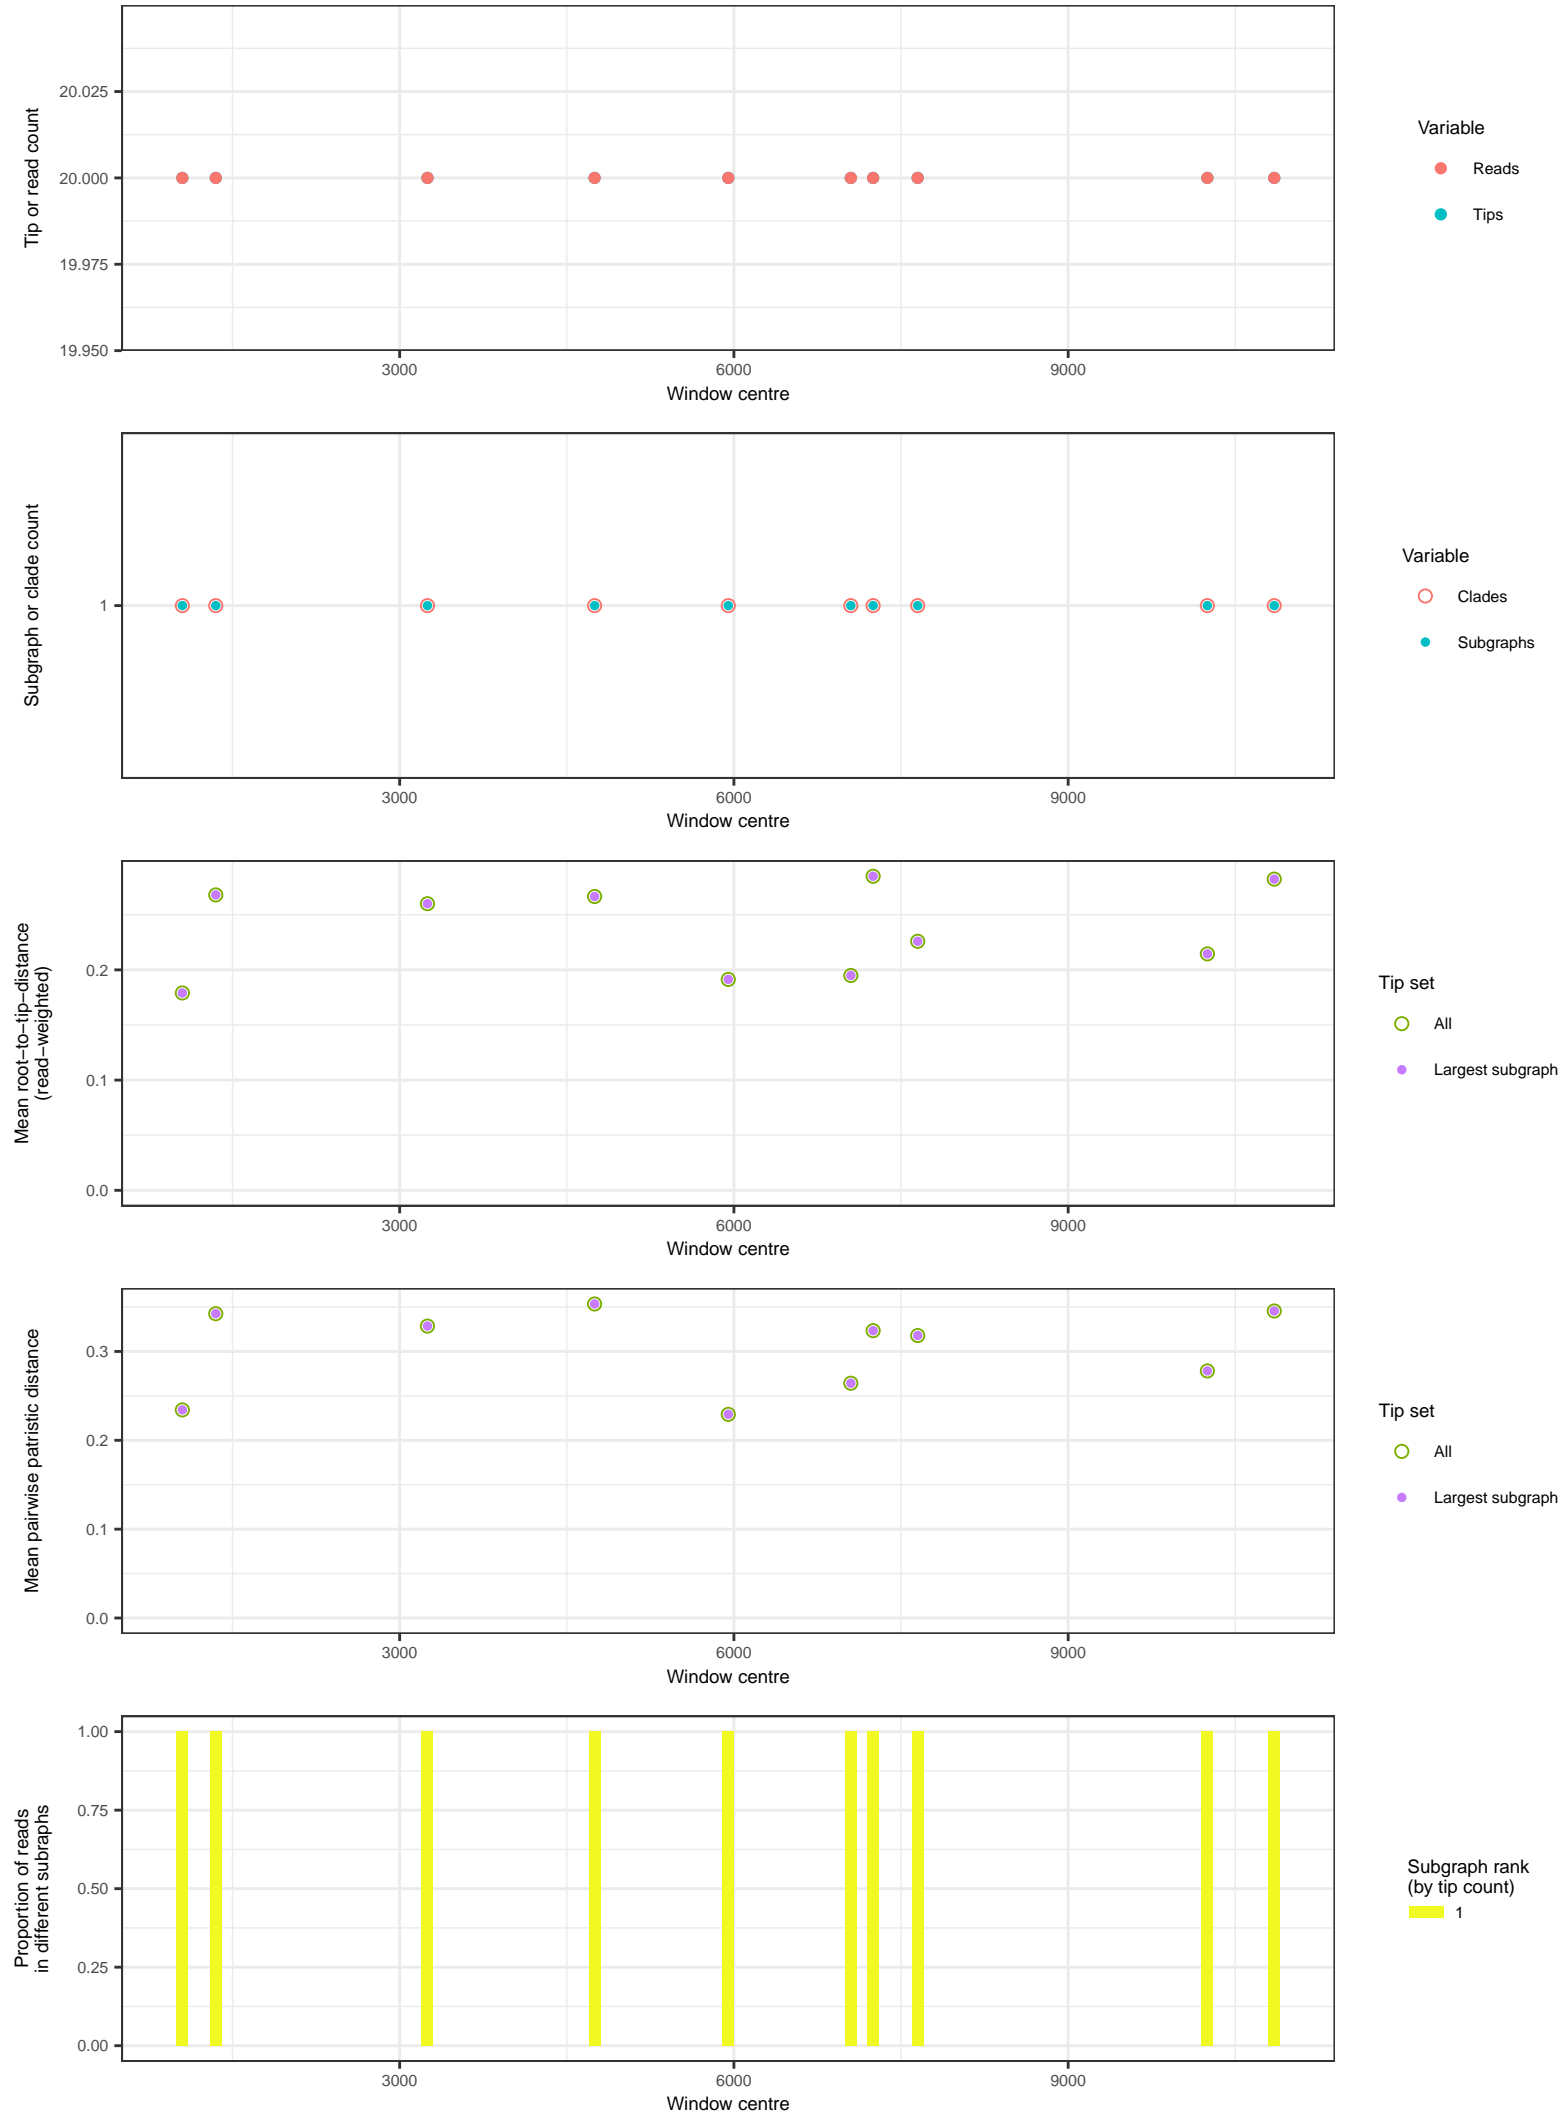 20.025
20.000
19.975
19.950
Tip or read count
3000
6000
9000
Window centre
Variable
Reads
Tips
1
Subgraph or clade count
3000
6000
9000
Window centre
Variable
Clades
Subgraphs
0.2
0.1
0.0
Mean root−to−tip−distance
(read−weighted)
3000
6000
9000
Window centre
Tip set
All
Largest subgraph
0.3
0.2
0.1
0.0
Mean pairwise patristic distance
3000
6000
9000
Window centre
Tip set
All
Largest subgraph
1.00
0.75
0.50
0.25
0.00
Proportion of reads
in different subraphs
3000
6000
9000
Window centre
Subgraph rank
(by tip count)
1